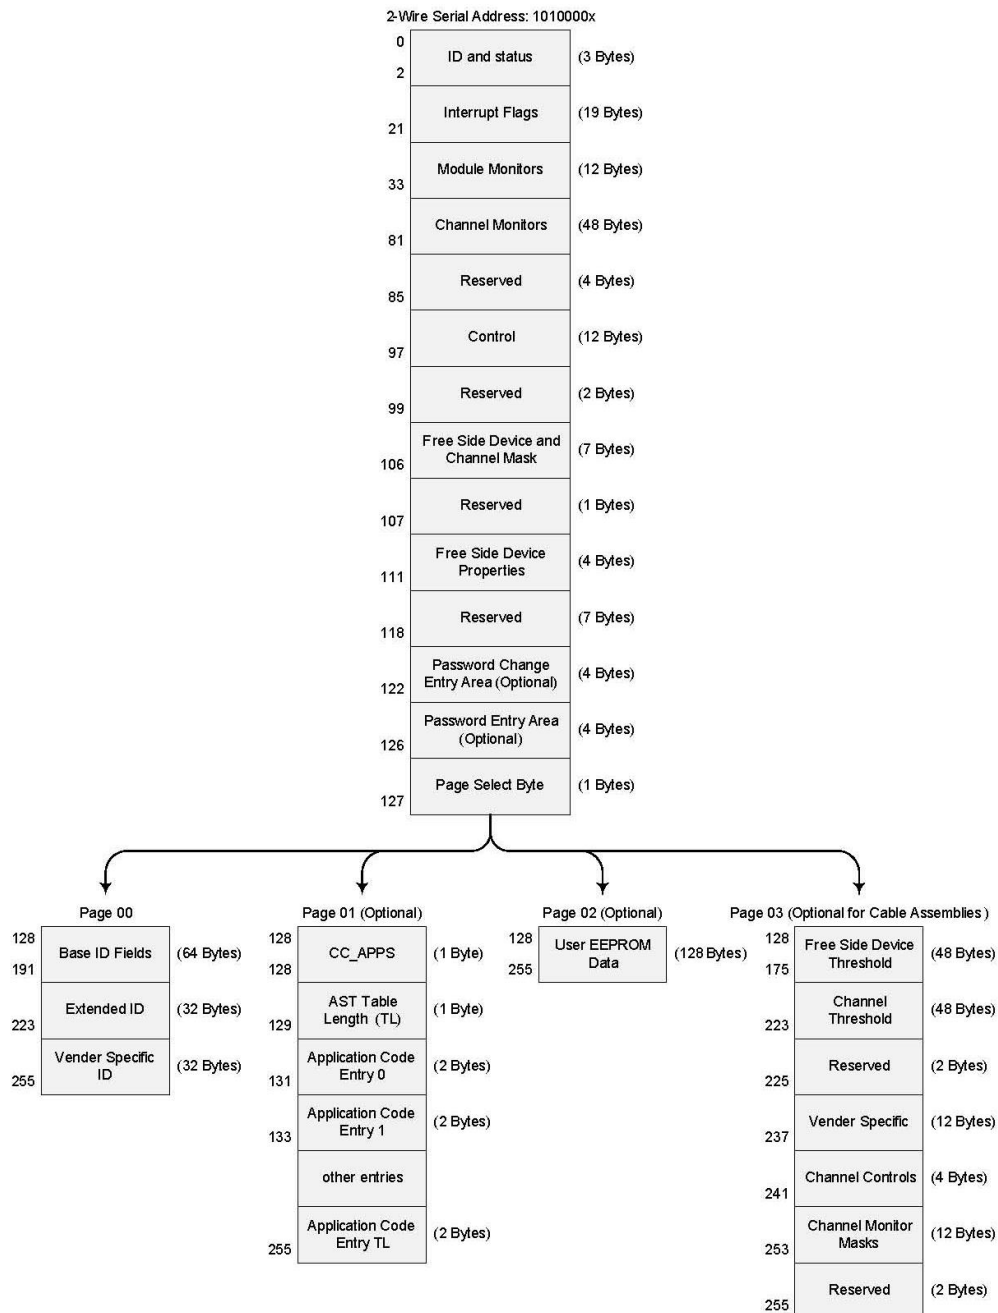 2-Wire Serial Address: 1010000x
0
ID and status (3 Bytes)
2
Interrupt Flags (19 Bytes)
21
Module Monitors (12 Bytes)
33
Channel Monitors (48 Bytes)
81
Reserved (4 Bytes)
85
Control (12 Bytes)
97
Reserved (2 Bytes)
99
Free Side Device and
Channel Mask (7 Bytes)
106
Reserved (1 Bytes)
107
Free Side Device
Properties (4 Bytes)
111
Reserved (7 Bytes)
118
Password Change
Entry Area (Optional) (4 Bytes)
122
Password Entry Area
(Optional) (4 Bytes)
126
Page Select Byte (1 Bytes)
127
Page 00
128
Base ID Fields (64 Bytes)
191
Extended ID (32 Bytes)
223
Vender Specific
ID (32 Bytes)
255
Page 01 (Optional)
128
CC_APPS (1 Byte)
128
AST Table
Length (TL) (1 Byte)
129
Application Code
Entry 0 (2 Bytes)
131
Application Code
Entry 1 (2 Bytes)
133
other entries
Application Code
Entry TL (2 Bytes)
255
Page 02 (Optional)
128
User EEPROM
Data (128 Bytes)
255
Page 03 (Optional for Cable Assemblies)
128
Free Side Device
Threshold (48 Bytes)
175
Channel
Threshold (48 Bytes)
223
Reserved (2 Bytes)
225
Vender Specific (12 Bytes)
237
Channel Controls (4 Bytes)
241
Channel Monitor
Masks (12 Bytes)
253
Reserved (2 Bytes)
255